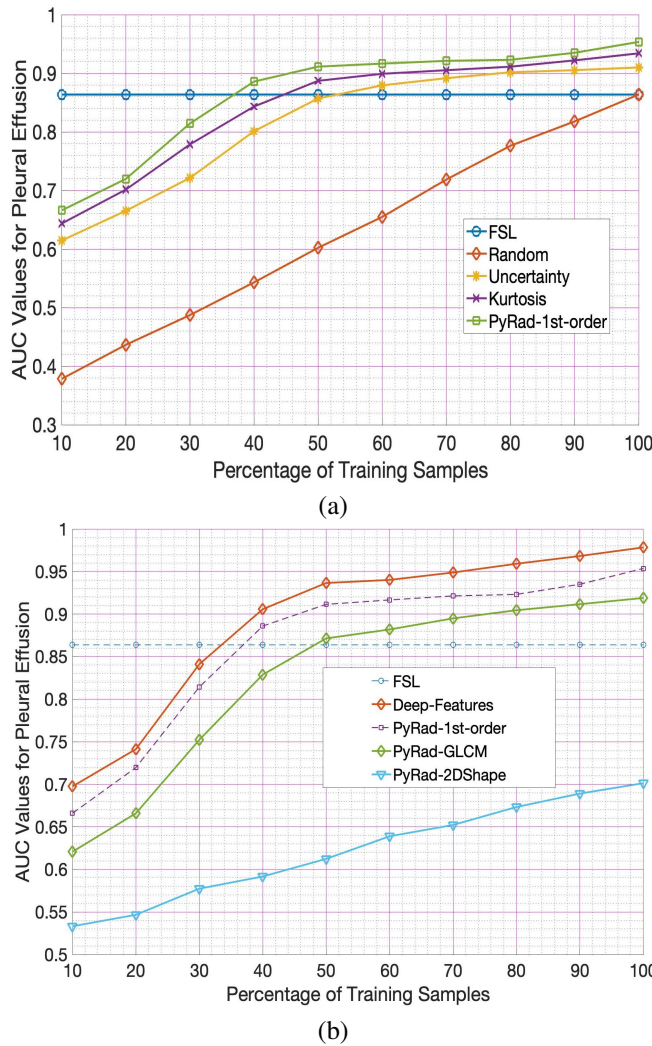 1
0.9
0.8
0.7
0.6
0.5
0.4
0.3
AUC Values for Pleural Effusion
FSL
Random
Uncertainty
Kurtosis
PyRad-1st-order
10 20 30 40 50 60 70 80 90 100
Percentage of Training Samples
(a)
1
0.95
0.9
0.85
0.8
0.75
0.7
0.65
0.6
0.55
0.5
AUC Values for Pleural Effusion
FSL
Deep-Features
PyRad-1st-order
PyRad-GLCM
PyRad-2DShape
10 20 30 40 50 60 70 80 90 100
Percentage of Training Samples
(b)